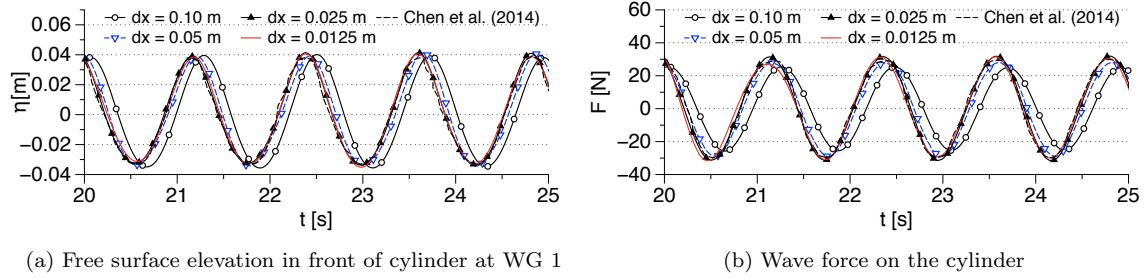 dx = 0.10 m dx = 0.025 m Chen et al. (2014)
dx = 0.05 m dx = 0.0125 m
η[m]
0.06
0.04
0.02
0.0
−0.02
−0.04
20 21 22 23 24 25
t [s]
(a) Free surface elevation in front of cylinder at WG 1
dx = 0.10 m dx = 0.025 m Chen et al. (2014)
dx = 0.05 m dx = 0.0125 m
F [N]
60
40
20
0
−20
−40
20 21 22 23 24 25
t [s]
(b) Wave force on the cylinder